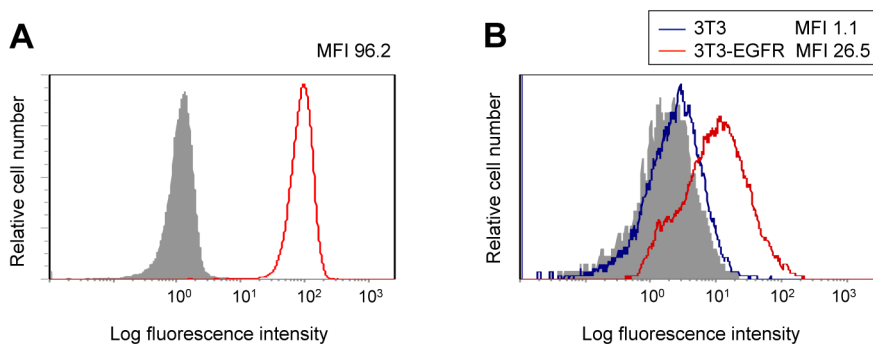 A
MFI 96.2
Relative cell number
10⁰ 10¹ 10² 10³
Log fluorescence intensity
B
3T3 MFI 1.1
3T3-EGFR MFI 26.5
Relative cell number
10⁰ 10¹ 10² 10³
Log fluorescence intensity